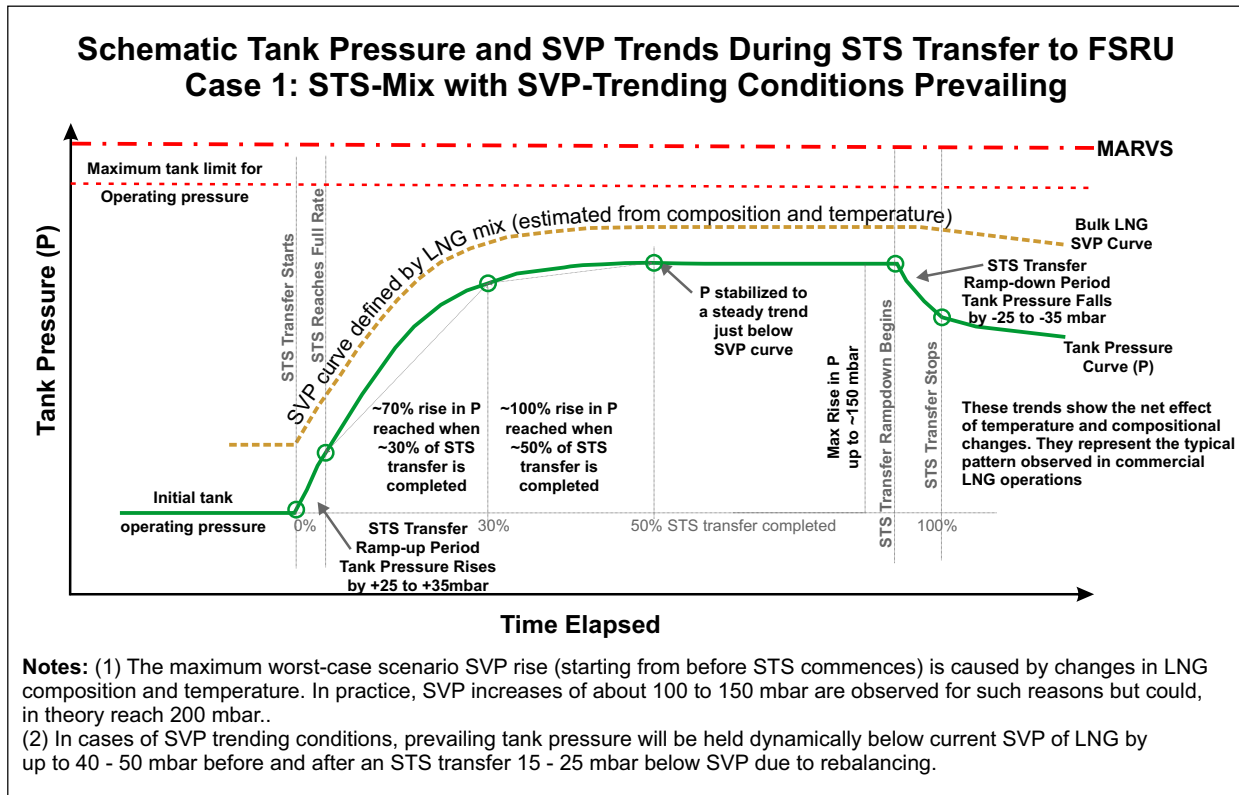 Schematic Tank Pressure and SVP Trends During STS Transfer to FSRU
Case 1: STS-Mix with SVP-Trending Conditions Prevailing
MARVS
Maximum tank limit for
Operating pressure
Tank Pressure (P)
STS Transfer Starts
STS Reaches Full Rate
SVP curve defined by LNG mix (estimated from composition and temperature)
Bulk LNG
SVP Curve
STS Transfer
Ramp-down Period
Tank Pressure Falls
by -25 to -35 mbar
P stabilized to
a steady trend
just below
SVP curve
Max Rise in P
up to ~150 mbar
STS Transfer Rampdown Begins
STS Transfer Stops
Tank Pressure
Curve (P)
~70% rise in P
reached when
~30% of STS
transfer is
completed
~100% rise in P
reached when
~50% of STS
transfer is
completed
These trends show the net effect
of temperature and compositional
changes. They represent the typical
pattern observed in commercial
LNG operations
Initial tank
operating pressure
0%
30%
50% STS transfer completed
100%
STS Transfer
Ramp-up Period
Tank Pressure Rises
by +25 to +35mbar
Time Elapsed
Notes: (1) The maximum worst-case scenario SVP rise (starting from before STS commences) is caused by changes in LNG
composition and temperature. In practice, SVP increases of about 100 to 150 mbar are observed for such reasons but could,
in theory reach 200 mbar..
(2) In cases of SVP trending conditions, prevailing tank pressure will be held dynamically below current SVP of LNG by
up to 40 - 50 mbar before and after an STS transfer 15 - 25 mbar below SVP due to rebalancing.